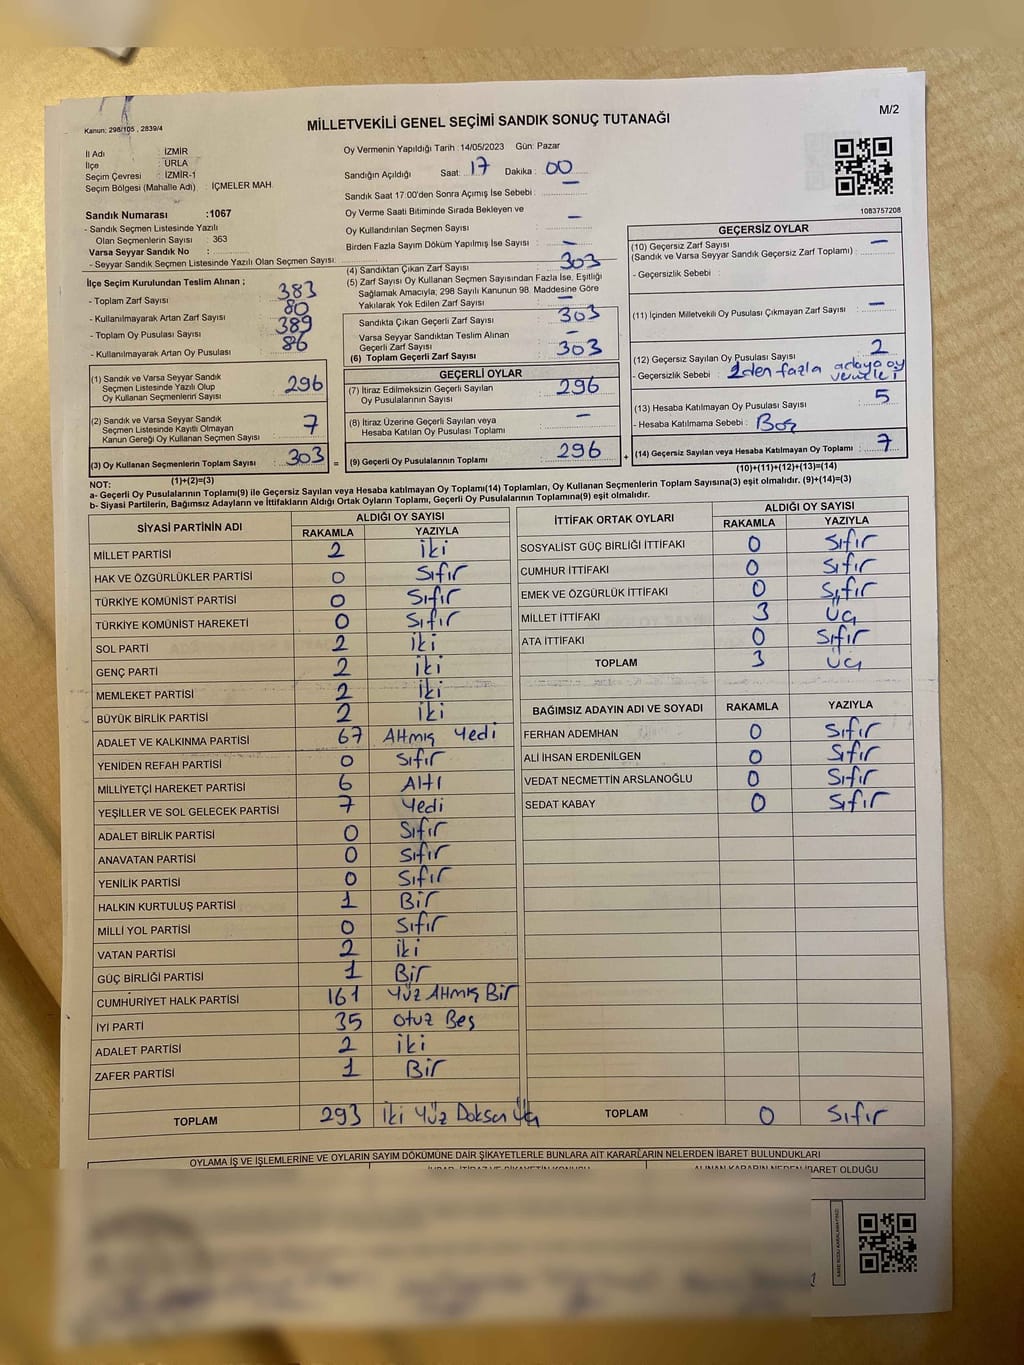 Kanun: 298/105 , 2839/4
MİLLETVEKİLİ GENEL SEÇİMİ SANDIK SONUÇ TUTANAĞI
M/2
İl Adı : İZMİR
İlçe : URLA
Seçim Çevresi : İZMİR-1
Seçim Bölgesi (Mahalle Adı) : İÇMELER MAH.
Oy Vermenin Yapıldığı Tarih : 14/05/2023 Gün: Pazar
Sandığın Açıldığı Saat: 17 Dakika : 00
Sandık Saat 17:00'den Sonra Açımış İse Sebebi : —
Sandık Numarası :1067
- Sandık Seçmen Listesinde Yazılı
Olan Seçmenlerin Sayısı : 363
Varsa Seyyar Sandık No :
- Seyyar Sandık Seçmen Listesinde Yazılı Olan Seçmen Sayısı:
Oy Verme Saati Bitiminde Sırada Bekleyen ve
Oy Kullandırılan Seçmen Sayısı : —
Birden Fazla Sayım Döküm Yapılmış İse Sayısı : —
1083757208
İlçe Seçim Kurulundan Teslim Alınan ;
- Toplam Zarf Sayısı : 383
- Kullanılmayarak Artan Zarf Sayısı : 80
- Toplam Oy Pusulası Sayısı : 389
- Kullanılmayarak Artan Oy Pusulası : 86
(4) Sandıktan Çıkan Zarf Sayısı : 303
(5) Zarf Sayısı Oy Kullanan Seçmen Sayısından Fazla İse, Eşitliği
Sağlamak Amacıyla, 298 Sayılı Kanunun 98. Maddesine Göre
Yakılarak Yok Edilen Zarf Sayısı : —
Sandıkta Çıkan Geçerli Zarf Sayısı : 303
Varsa Seyyar Sandıktan Teslim Alınan
Geçerli Zarf Sayısı : —
(6) Toplam Geçerli Zarf Sayısı : 303
GEÇERSİZ OYLAR
(10) Geçersiz Zarf Sayısı
(Sandık ve Varsa Seyyar Sandık Geçersiz Zarf Toplamı) : —
- Geçersizlik Sebebi :
(11) İçinden Milletvekili Oy Pusulası Çıkmayan Zarf Sayısı : —
(12) Geçersiz Sayılan Oy Pusulası Sayısı : 2
- Geçersizlik Sebebi : 1den fazla adaya oy
(13) Hesaba Katılmayan Oy Pusulası Sayısı : 5
- Hesaba Katılmama Sebebi : Boş
(14) Geçersiz Sayılan veya Hesaba Katılmayan Oy Toplamı : 7
(10)+(11)+(12)+(13)=(14)
(1) Sandık ve Varsa Seyyar Sandık
Seçmen Listesinde Yazılı Olup
Oy Kullanan Seçmenlerin Sayısı : 296
(2) Sandık ve Varsa Seyyar Sandık
Seçmen Listesinde Kayıtlı Olmayan
Kanun Gereği Oy Kullanan Seçmen Sayısı : 7
(3) Oy Kullanan Seçmenlerin Toplam Sayısı : 303 =
(1)+(2)=(3)
GEÇERLİ OYLAR
(7) İtiraz Edilmeksizin Geçerli Sayılan
Oy Pusulalarının Sayısı : 296
(8) İtiraz Üzerine Geçerli Sayılan veya
Hesaba Katılan Oy Pusulası Toplamı : —
(9) Geçerli Oy Pusulalarının Toplamı : 296 +
NOT:
a- Geçerli Oy Pusulalarının Toplamı(9) ile Geçersiz Sayılan veya Hesaba katılmayan Oy Toplamı(14) Toplamları, Oy Kullanan Seçmenlerin Toplam Sayısına(3) eşit olmalıdır. (9)+(14)=(3)
b- Siyasi Partilerin, Bağımsız Adayların ve İttifakların Aldığı Ortak Oyların Toplamı, Geçerli Oy Pusulalarının Toplamına(9) eşit olmalıdır.
SİYASİ PARTİNİN ADI ALDIĞI OY SAYISI
RAKAMLA YAZIYLA
MİLLET PARTİSİ 2 İki
HAK VE ÖZGÜRLÜKLER PARTİSİ 0 Sıfır
TÜRKİYE KOMÜNİST PARTİSİ 0 Sıfır
TÜRKİYE KOMÜNİST HAREKETİ 0 Sıfır
SOL PARTİ 2 İki
GENÇ PARTİ 2 İki
MEMLEKET PARTİSİ 2 İki
BÜYÜK BİRLİK PARTİSİ 2 İki
ADALET VE KALKINMA PARTİSİ 67 Altmış Yedi
YENİDEN REFAH PARTİSİ 0 Sıfır
MİLLİYETÇİ HAREKET PARTİSİ 6 Altı
YEŞİLLER VE SOL GELECEK PARTİSİ 7 Yedi
ADALET BİRLİK PARTİSİ 0 Sıfır
ANAVATAN PARTİSİ 0 Sıfır
YENİLİK PARTİSİ 0 Sıfır
HALKIN KURTULUŞ PARTİSİ 1 Bir
MİLLİ YOL PARTİSİ 0 Sıfır
VATAN PARTİSİ 2 İki
GÜÇ BİRLİĞİ PARTİSİ 1 Bir
CUMHURİYET HALK PARTİSİ 161 Yüz Altmış Bir
İYİ PARTİ 35 Otuz Beş
ADALET PARTİSİ 2 İki
ZAFER PARTİSİ 1 Bir
TOPLAM 293 İki Yüz Doksan Üç
İTTİFAK ORTAK OYLARI ALDIĞI OY SAYISI
RAKAMLA YAZIYLA
SOSYALİST GÜÇ BİRLİĞİ İTTİFAKI 0 Sıfır
CUMHUR İTTİFAKI 0 Sıfır
EMEK VE ÖZGÜRLÜK İTTİFAKI 0 Sıfır
MİLLET İTTİFAKI 3 Üç
ATA İTTİFAKI 0 Sıfır
TOPLAM 3 Üç
BAĞIMSIZ ADAYIN ADI VE SOYADI RAKAMLA YAZIYLA
FERHAN ADEMHAN 0 Sıfır
ALİ İHSAN ERDENİLGEN 0 Sıfır
VEDAT NECMETTİN ARSLANOĞLU 0 Sıfır
SEDAT KABAY 0 Sıfır
TOPLAM 0 Sıfır
OYLAMA İŞ VE İŞLEMLERİNE VE OYLARIN SAYIM DÖKÜMÜNE DAİR ŞİKAYETLERLE BUNLARA AİT KARARLARIN NELERDEN İBARET BULUNDUKLARI
ALINAN KARARIN NEDEN İBARET OLDUĞU